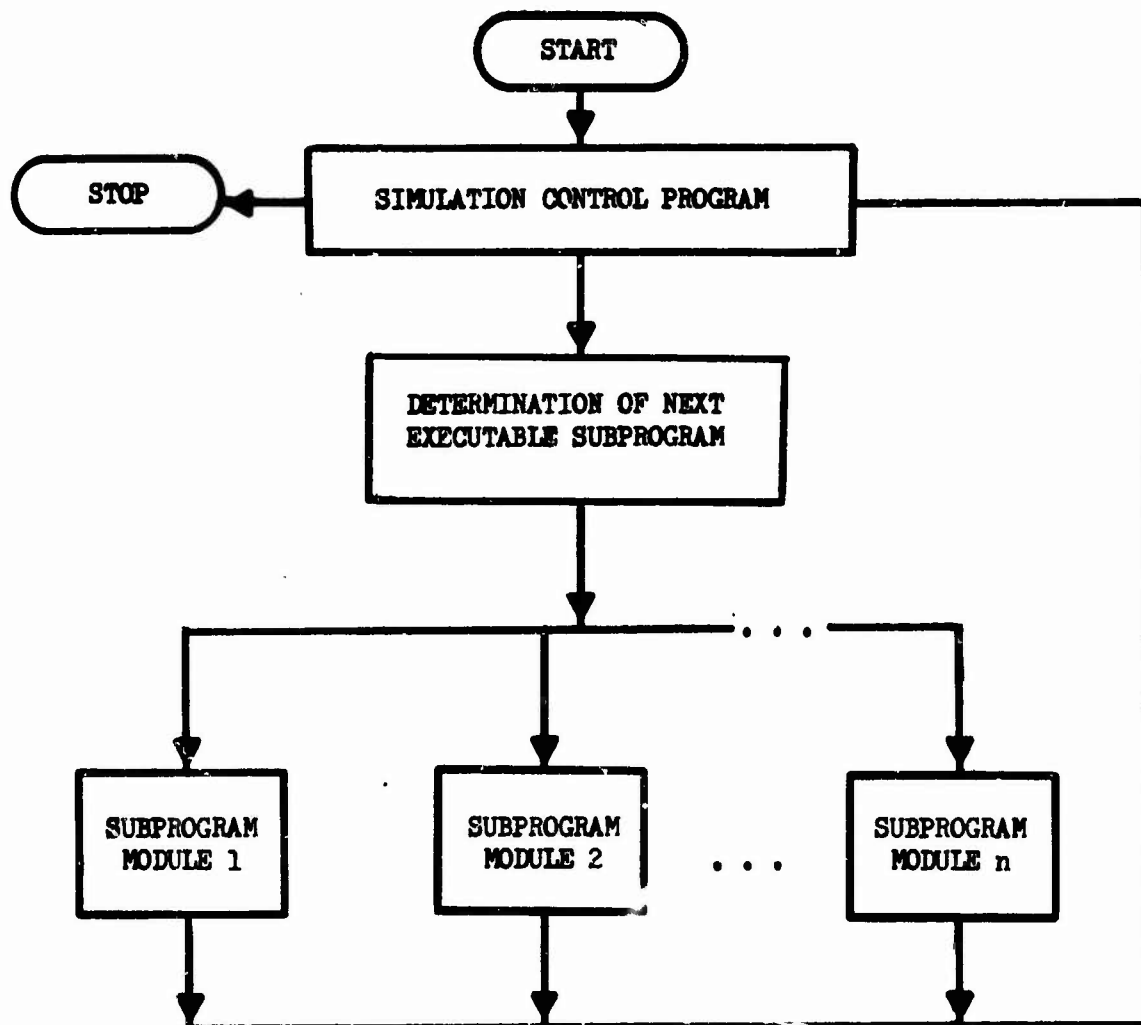 START
STOP
SIMULATION CONTROL PROGRAM
DETERMINATION OF NEXT
EXECUTABLE SUBPROGRAM
. . .
SUBPROGRAM
MODULE 1
SUBPROGRAM
MODULE 2
. . .
SUBPROGRAM
MODULE n